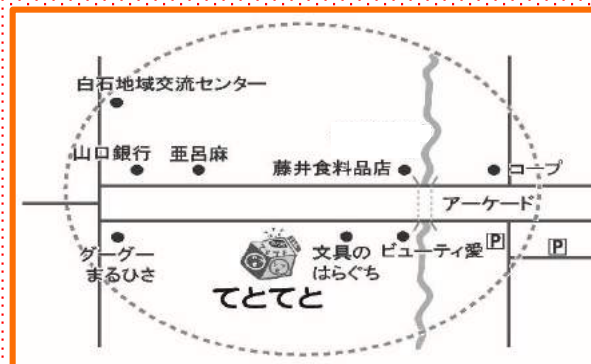 白石地域交流センター
山口銀行
亜呂麻
藤井食料品店
コープ
アーケード
グーグー
まるひさ
文具の
はらぐち
ビューティ愛
P
P
てとてと